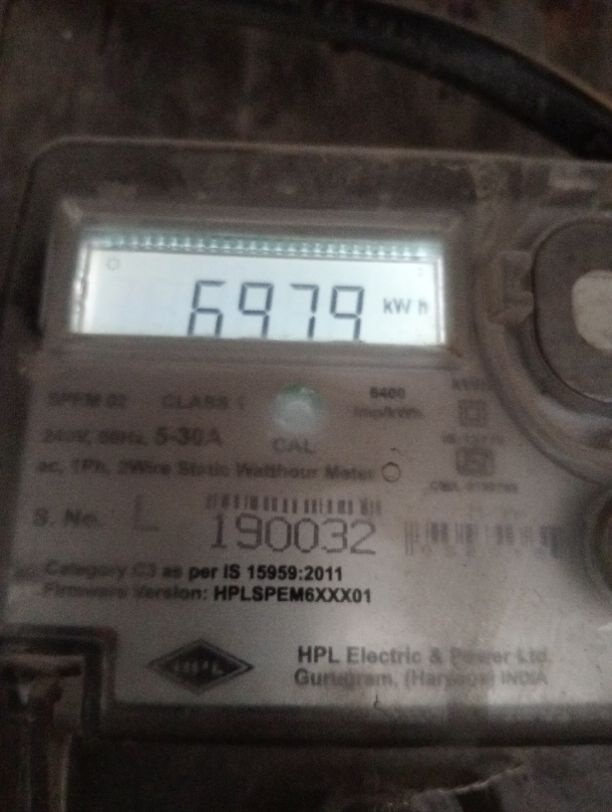 6979 kWh
SPEM 02 CLASS 1 6400
imp/kWh
240V, 50Hz, 5-30A
CAL
ac, 1Ph, 2Wire Static Watthour Meter
S. No. L 190032
Category C3 as per IS 15959:2011
Firmware Version: HPLSPEM6XXX01
HPL HPL Electric & Power Ltd.
Gurugram, (Haryana) INDIA